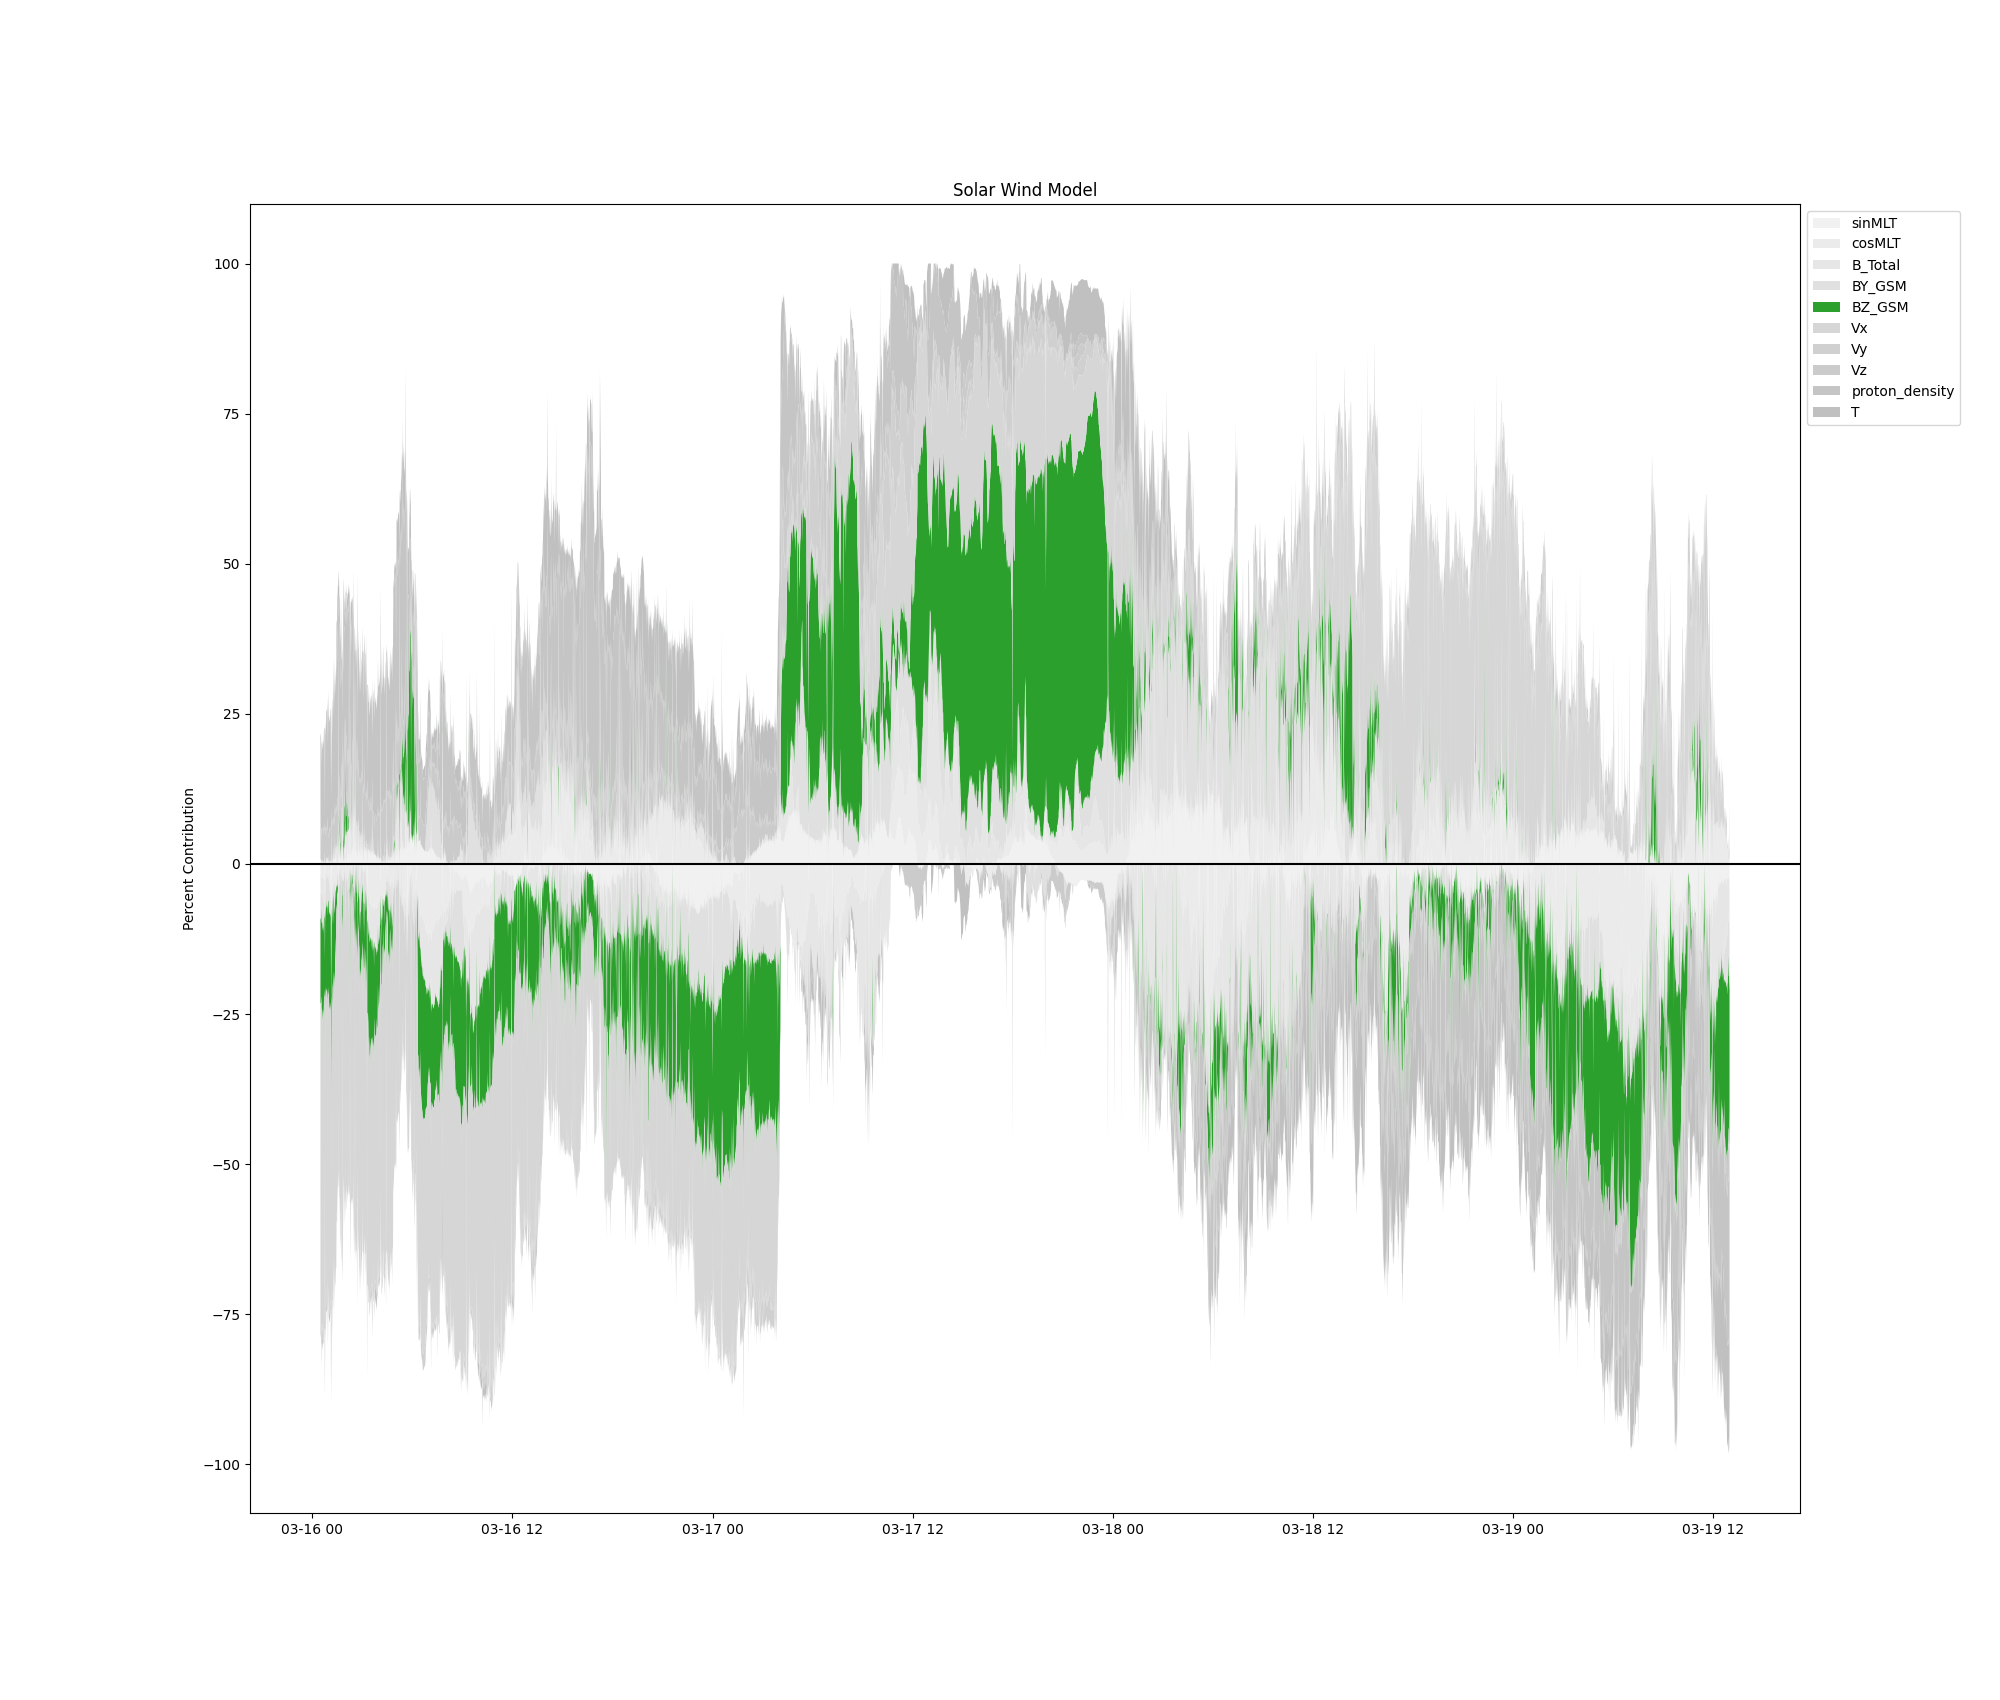 Solar Wind Model
sinMLT
cosMLT
B_Total
BY_GSM
BZ_GSM
Vx
Vy
Vz
proton_density
T
Percent Contribution
100
75
50
25
0
−25
−50
−75
−100
03-16 00
03-16 12
03-17 00
03-17 12
03-18 00
03-18 12
03-19 00
03-19 12